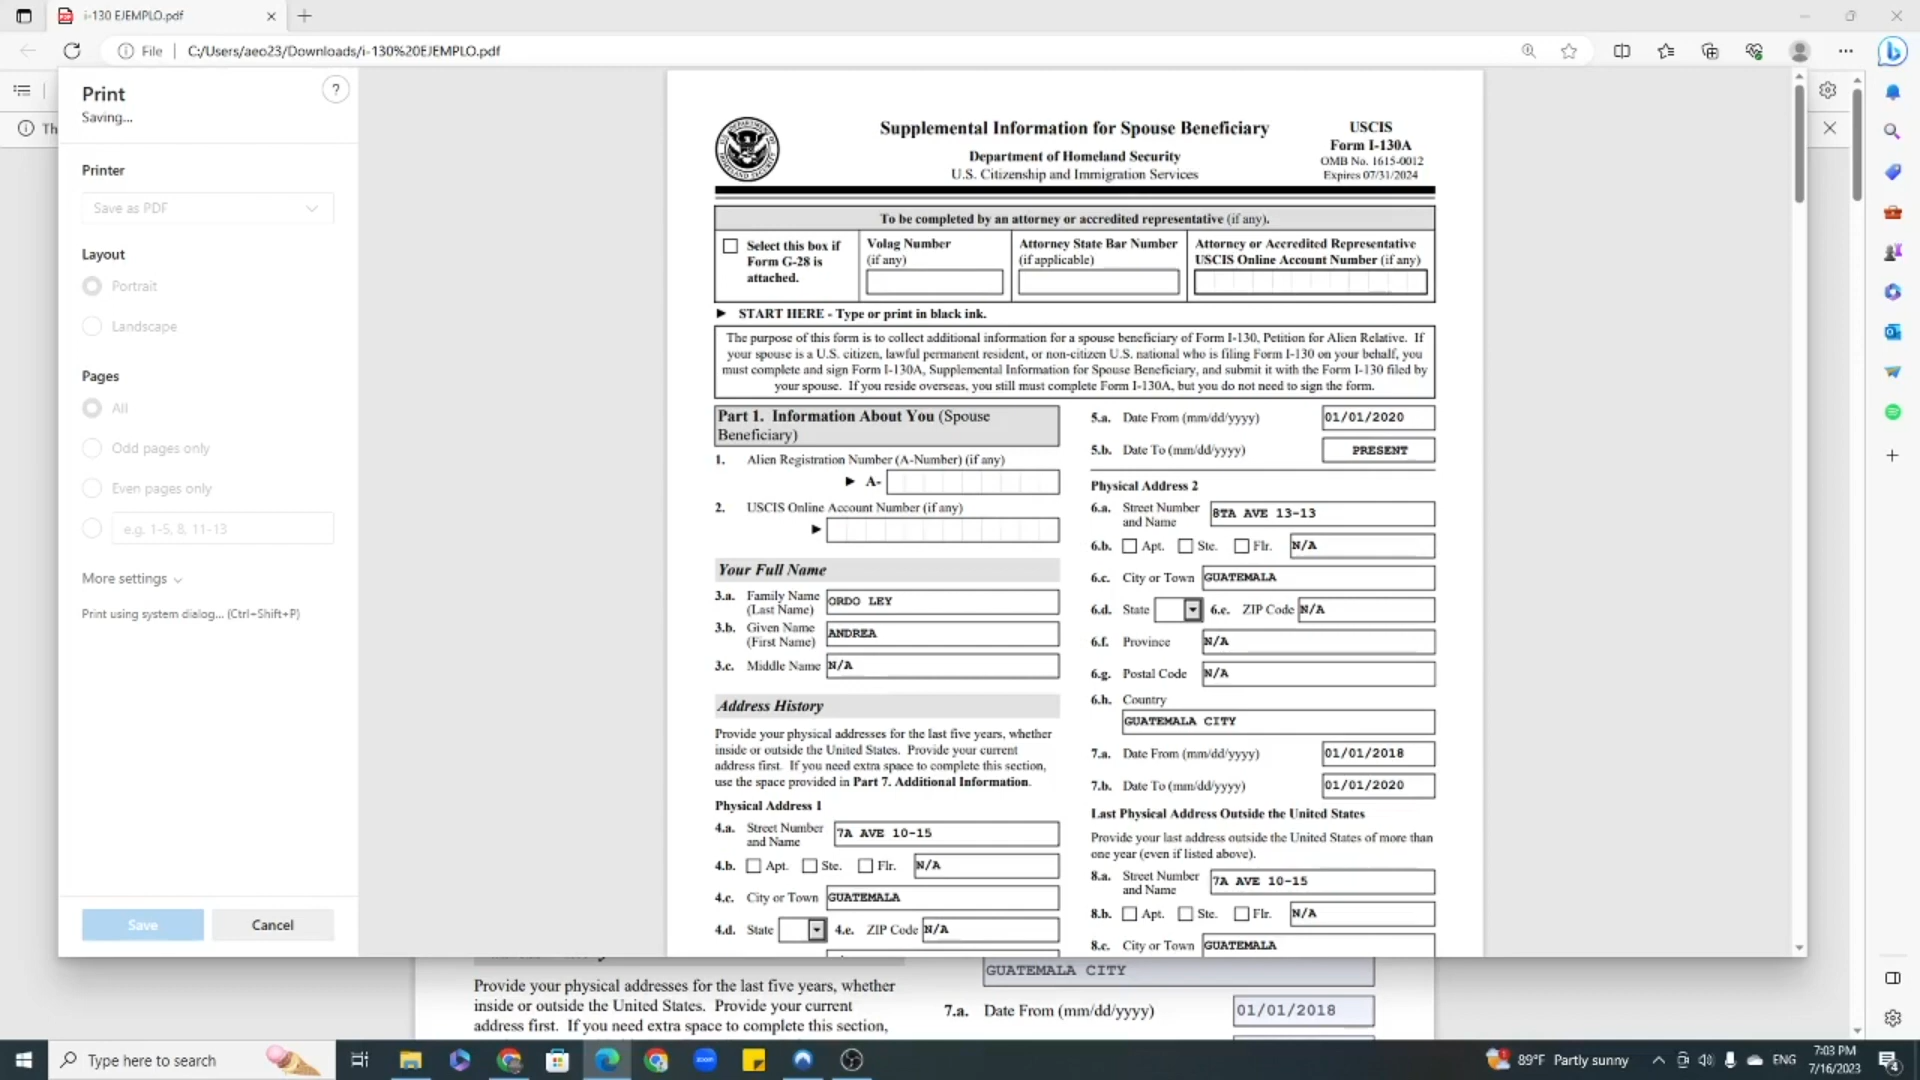 i-130 EJEMPLO.pdf
File
C:/Users/aeo23/Downloads/i-130%20EJEMPLO.pdf
Th
Print
Saving...
?
Printer
Save as PDF
Layout
Portrait
Landscape
Pages
All
Odd pages only
Even pages only
e.g. 1-5, 8, 11-13
More settings
Print using system dialog... (Ctrl+Shift+P)
Save
Cancel
Supplemental Information for Spouse Beneficiary
Department of Homeland Security
U.S. Citizenship and Immigration Services
USCIS
Form I-130A
OMB No. 1615-0012
Expires 07/31/2024
To be completed by an attorney or accredited representative (if any).
Select this box if
Form G-28 is
attached.
Volag Number
(if any)
Attorney State Bar Number
(if applicable)
Attorney or Accredited Representative
USCIS Online Account Number (if any)
► START HERE - Type or print in black ink.
The purpose of this form is to collect additional information for a spouse beneficiary of Form I-130, Petition for Alien Relative. If
your spouse is a U.S. citizen, lawful permanent resident, or non-citizen U.S. national who is filing Form I-130 on your behalf, you
must complete and sign Form I-130A, Supplemental Information for Spouse Beneficiary, and submit it with the Form I-130 filed by
your spouse. If you reside overseas, you still must complete Form I-130A, but you do not need to sign the form.
Part 1. Information About You (Spouse
Beneficiary)
1. Alien Registration Number (A-Number) (if any)
► A-
2. USCIS Online Account Number (if any)
►
Your Full Name
3.a. Family Name
(Last Name)
ORDO LEY
3.b. Given Name
(First Name)
ANDREA
3.c. Middle Name N/A
Address History
Provide your physical addresses for the last five years, whether
inside or outside the United States. Provide your current
address first. If you need extra space to complete this section,
use the space provided in Part 7. Additional Information.
Physical Address 1
4.a. Street Number
and Name
7A AVE 10-15
4.b. Apt. Ste. Flr. N/A
4.c. City or Town GUATEMALA
4.d. State 4.e. ZIP Code N/A
5.a. Date From (mm/dd/yyyy) 01/01/2020
5.b. Date To (mm/dd/yyyy) PRESENT
Physical Address 2
6.a. Street Number
and Name
8TA AVE 13-13
6.b. Apt. Ste. Flr. N/A
6.c. City or Town GUATEMALA
6.d. State 6.e. ZIP Code N/A
6.f. Province N/A
6.g. Postal Code N/A
6.h. Country
GUATEMALA CITY
7.a. Date From (mm/dd/yyyy) 01/01/2018
7.b. Date To (mm/dd/yyyy) 01/01/2020
Last Physical Address Outside the United States
Provide your last address outside the United States of more than
one year (even if listed above).
8.a. Street Number
and Name
7A AVE 10-15
8.b. Apt. Ste. Flr. N/A
8.c. City or Town GUATEMALA
Provide your physical addresses for the last five years, whether
inside or outside the United States. Provide your current
address first. If you need extra space to complete this section,
GUATEMALA CITY
7.a. Date From (mm/dd/yyyy) 01/01/2018
Type here to search
89°F Partly sunny
ENG
7:03 PM
7/16/2023
4